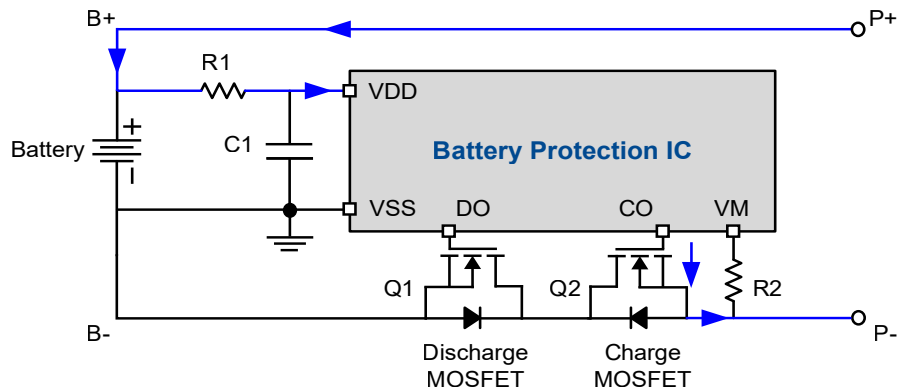 B+
P+
R1
VDD
Battery
+
–
C1
Battery Protection IC
VSS
DO
CO
VM
Q1
Q2
R2
B-
P-
Discharge
MOSFET
Charge
MOSFET